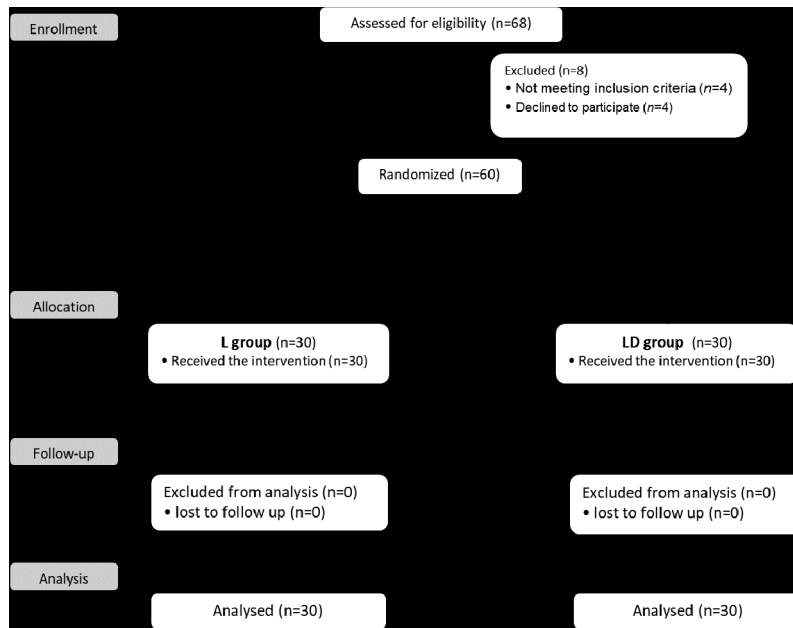 Enrollment
Assessed for eligibility (n=68)
Excluded (n=8)
• Not meeting inclusion criteria (n=4)
• Declined to participate (n=4)
Randomized (n=60)
Allocation
L group (n=30)
• Received the intervention (n=30)
LD group (n=30)
• Received the intervention (n=30)
Follow-up
Excluded from analysis (n=0)
• lost to follow up (n=0)
Excluded from analysis (n=0)
• lost to follow up (n=0)
Analysis
Analysed (n=30)
Analysed (n=30)